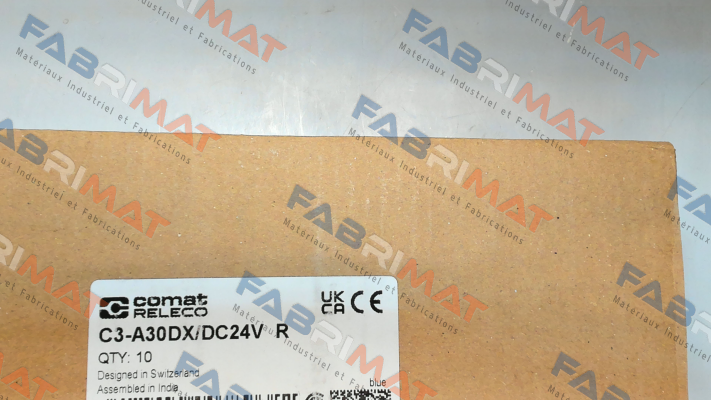 FABRIMAT
Matériaux Industriel et Fabrications
comat
RELECO
UK
CA
CE
C3-A30DX/DC24V R
QTY: 10
Designed in Switzerland
Assembled in India
blue